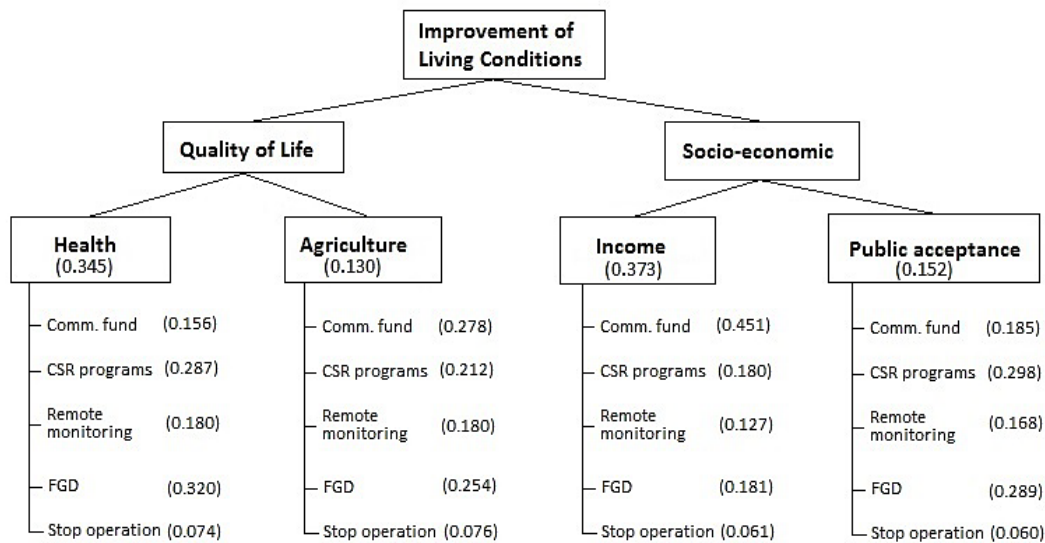 Improvement of
Living Conditions
Quality of Life
Socio-economic
Health
(0.345)
Comm. fund (0.156)
CSR programs (0.287)
Remote
monitoring (0.180)
FGD (0.320)
Stop operation (0.074)
Agriculture
(0.130)
Comm. fund (0.278)
CSR programs (0.212)
Remote
monitoring (0.180)
FGD (0.254)
Stop operation (0.076)
Income
(0.373)
Comm. fund (0.451)
CSR programs (0.180)
Remote
monitoring (0.127)
FGD (0.181)
Stop operation (0.061)
Public acceptance
(0.152)
Comm. fund (0.185)
CSR programs (0.298)
Remote
monitoring (0.168)
FGD (0.289)
Stop operation (0.060)